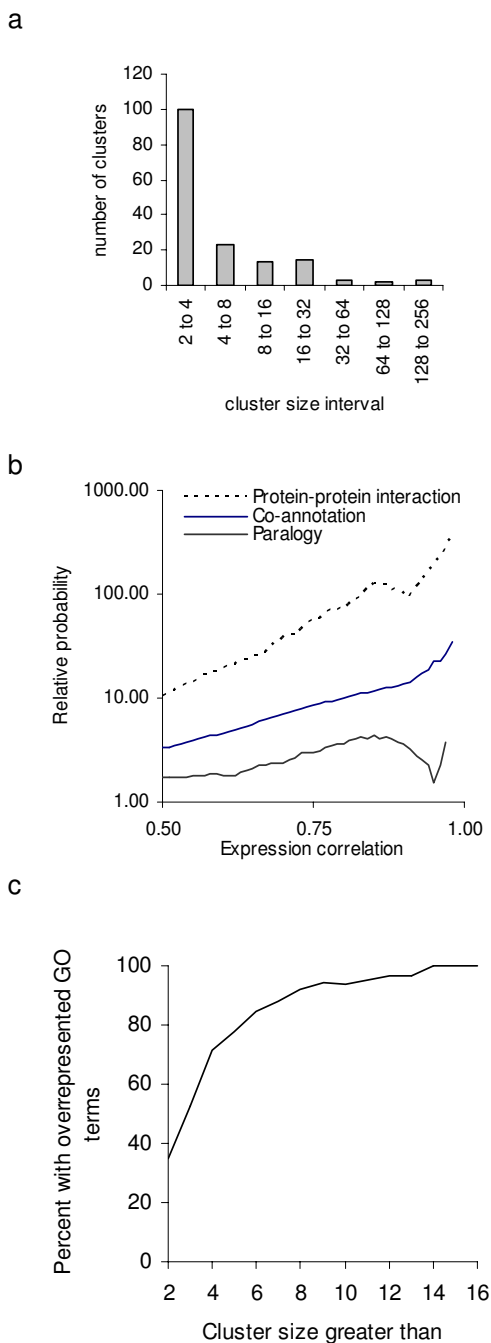 a
120
100
80
60
40
20
0
number of clusters
2 to 4
4 to 8
8 to 16
16 to 32
32 to 64
64 to 128
128 to 256
cluster size interval
b
1000.00
100.00
10.00
1.00
Relative probability
Protein-protein interaction
Co-annotation
Paralogy
0.50
0.75
1.00
Expression correlation
c
100
80
60
40
20
0
Percent with overrepresented GO
terms
2
4
6
8
10
12
14
16
Cluster size greater than